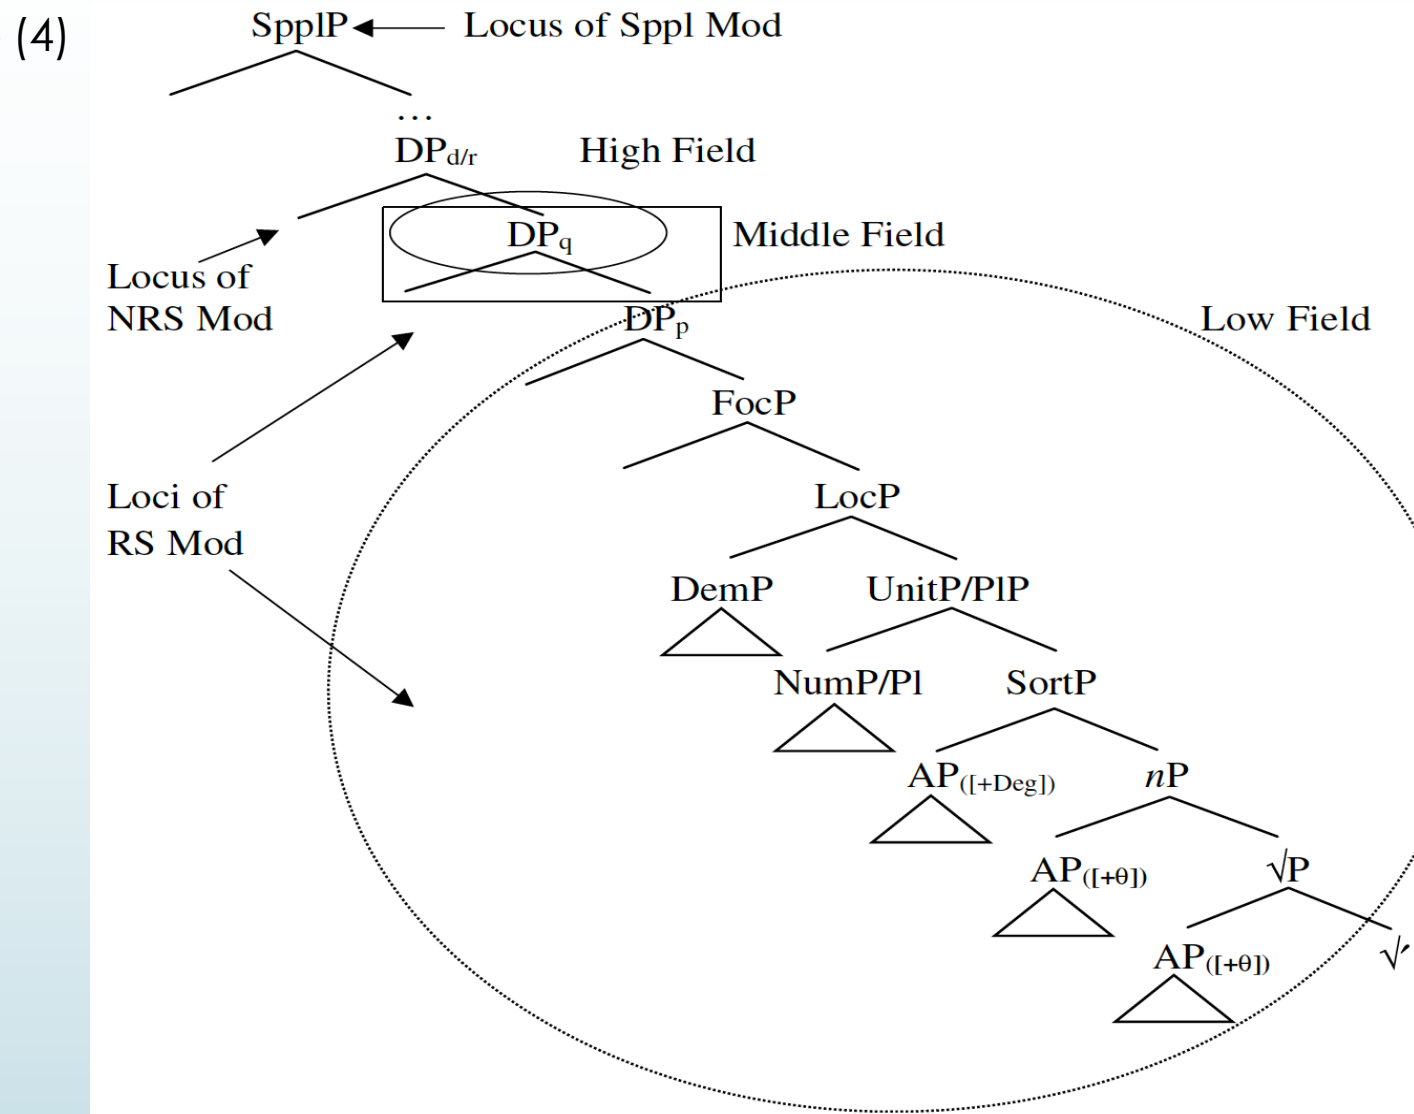 (4)
SpplP Locus of Sppl Mod
…
DPd/r High Field
DPq Middle Field
Locus of
NRS Mod
DPp Low Field
FocP
Loci of
RS Mod
LocP
DemP UnitP/PlP
NumP/Pl SortP
AP([+Deg]) nP
AP([+θ]) √P
AP([+θ]) √′